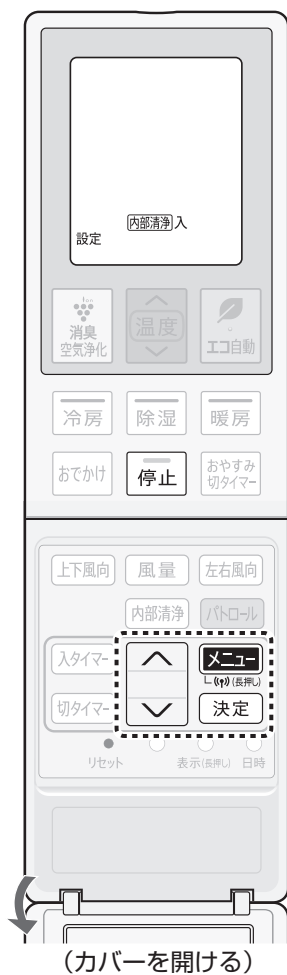 内部清浄 入
設定
ion
消臭
空気浄化
温度
エコ自動
冷房 除湿 暖房
おでかけ 停止 おやすみ
切タイマー
上下風向 風量 左右風向
内部清浄 パトロール
入タイマー メニュー
(長押し)
切タイマー 決定
リセット 表示(長押し) 日時
(カバーを開ける)